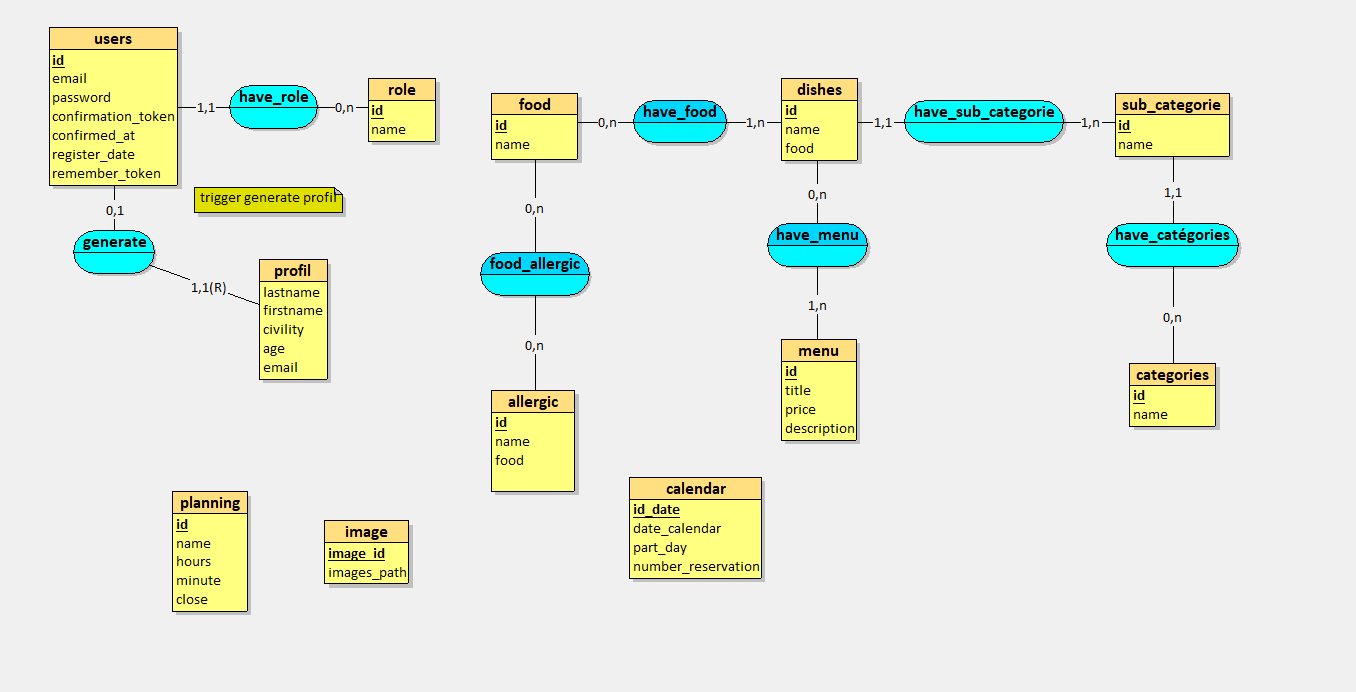 users
id
email
password
confirmation_token
confirmed_at
register_date
remember_token
1,1
have_role
0,n
role
id
name
trigger generate profil
0,1
generate
1,1(R)
profil
lastname
firstname
civility
age
email
food
id
name
0,n
have_food
1,n
dishes
id
name
food
1,1
have_sub_categorie
1,n
sub_categorie
id
name
0,n
food_allergic
0,n
allergic
id
name
food
0,n
have_menu
1,n
menu
id
title
price
description
1,1
have_catégories
0,n
categories
id
name
planning
id
name
hours
minute
close
image
image_id
images_path
calendar
id_date
date_calendar
part_day
number_reservation